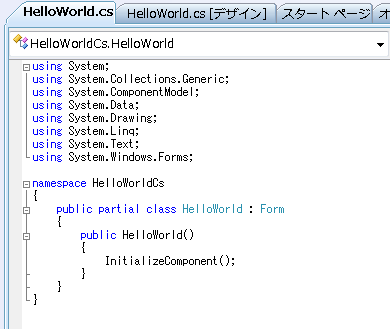 HelloWorld.cs HelloWorld.cs [デザイン] スタート ページ オ
HelloWorldCs.HelloWorld
using System;
using System.Collections.Generic;
using System.ComponentModel;
using System.Data;
using System.Drawing;
using System.Linq;
using System.Text;
using System.Windows.Forms;
namespace HelloWorldCs
{
public partial class HelloWorld : Form
{
public HelloWorld()
{
InitializeComponent();
}
}
}